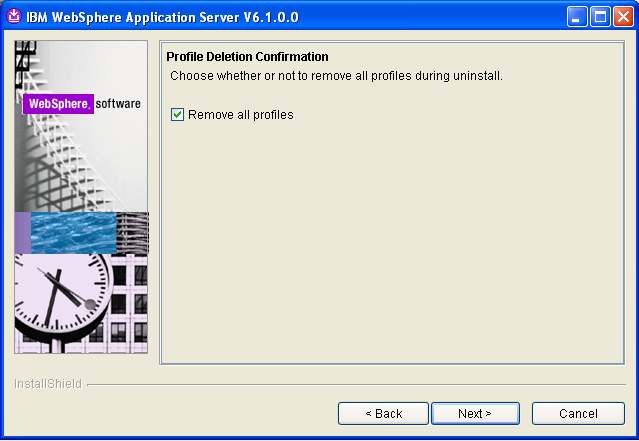 IBM WebSphere Application Server V6.1.0.0
Profile Deletion Confirmation
Choose whether or not to remove all profiles during uninstall.
WebSphere. software
Remove all profiles
InstallShield
< Back
Next >
Cancel